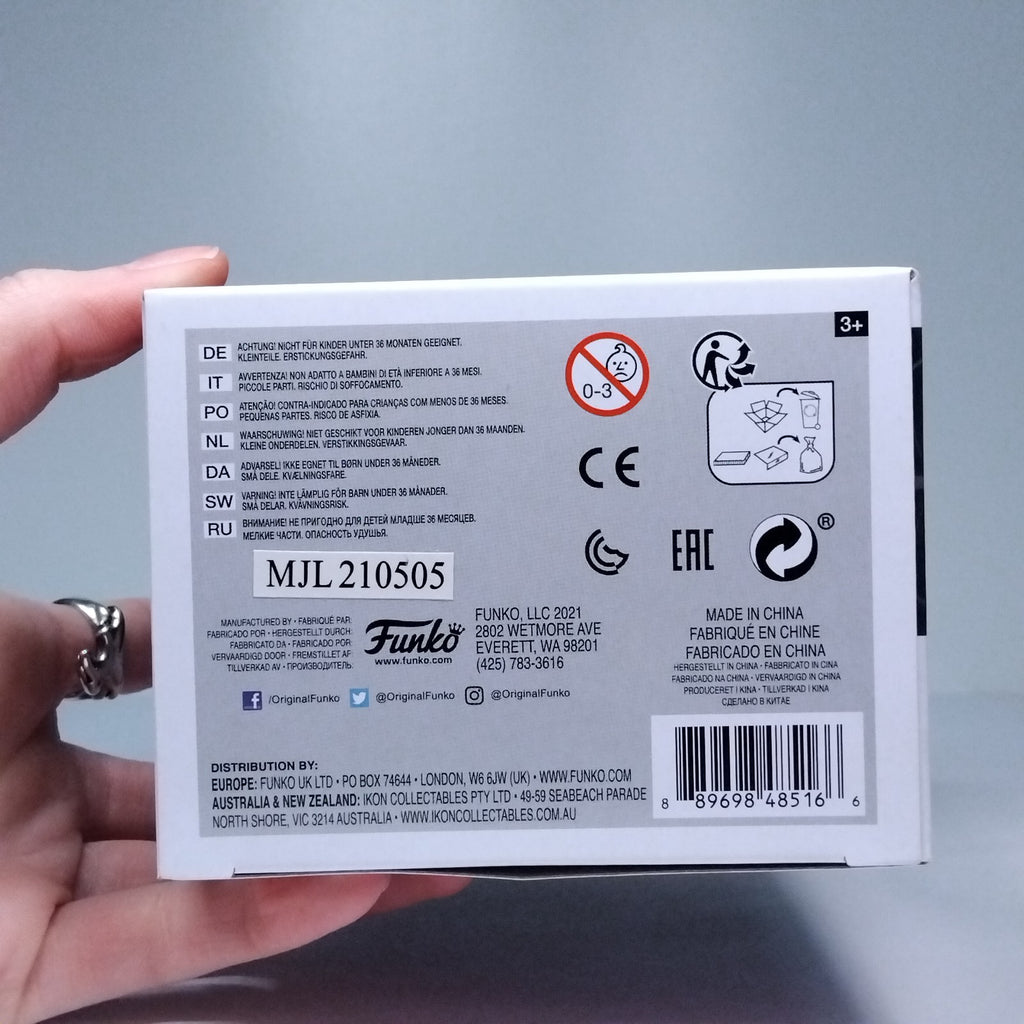 3+
DE ACHTUNG! NICHT FÜR KINDER UNTER 36 MONATEN GEEIGNET.
KLEINTEILE. ERSTICKUNGSGEFAHR.
IT AVVERTENZA! NON ADATTO A BAMBINI DI ETÀ INFERIORE A 36 MESI.
PICCOLE PARTI. RISCHIO DI SOFFOCAMENTO.
PO ATENÇÃO! CONTRA-INDICADO PARA CRIANÇAS COM MENOS DE 36 MESES.
PEQUENAS PARTES. RISCO DE ASFIXIA.
NL WAARSCHUWING! NIET GESCHIKT VOOR KINDEREN JONGER DAN 36 MAANDEN.
KLEINE ONDERDELEN. VERSTIKKINGSGEVAAR.
DA ADVARSEL! IKKE EGNET TIL BØRN UNDER 36 MÅNEDER.
SMÅ DELE. KVÆLNINGSFARE.
SW VARNING! INTE LÄMPLIG FÖR BARN UNDER 36 MÅNADER.
SMÅ DELAR. KVÄVNINGSRISK.
RU ВНИМАНИЕ! НЕ ПРИГОДНО ДЛЯ ДЕТЕЙ МЛАДШЕ 36 МЕСЯЦЕВ.
МЕЛКИЕ ЧАСТИ. ОПАСНОСТЬ УДУШЬЯ.
0-3
CE
EAC
®
MJL 210505
MANUFACTURED BY • FABRIQUÉ PAR:
FABRICADO POR • HERGESTELLT DURCH:
FABBRICATO DA • FABRICADO POR:
VERVAARDIGD DOOR • FREMSTILLET AF:
TILLVERKAD AV • ПРОИЗВОДИТЕЛЬ:
Funko
www.funko.com
FUNKO, LLC 2021
2802 WETMORE AVE
EVERETT, WA 98201
(425) 783-3616
MADE IN CHINA
FABRIQUÉ EN CHINE
FABRICADO EN CHINA
HERGESTELLT IN CHINA • FABBRICATO IN CINA
FABRICADO NA CHINA • VERVAARDIGD IN CHINA
PRODUCERET I KINA • TILLVERKAD I KINA
СДЕЛАНО В КИТАЕ
/OriginalFunko @OriginalFunko @OriginalFunko
DISTRIBUTION BY:
EUROPE: FUNKO UK LTD • PO BOX 74644 • LONDON, W6 6JW (UK) • WWW.FUNKO.COM
AUSTRALIA & NEW ZEALAND: IKON COLLECTABLES PTY LTD • 49-59 SEABEACH PARADE
NORTH SHORE, VIC 3214 AUSTRALIA • WWW.IKONCOLLECTABLES.COM.AU
8 89698 48516 6